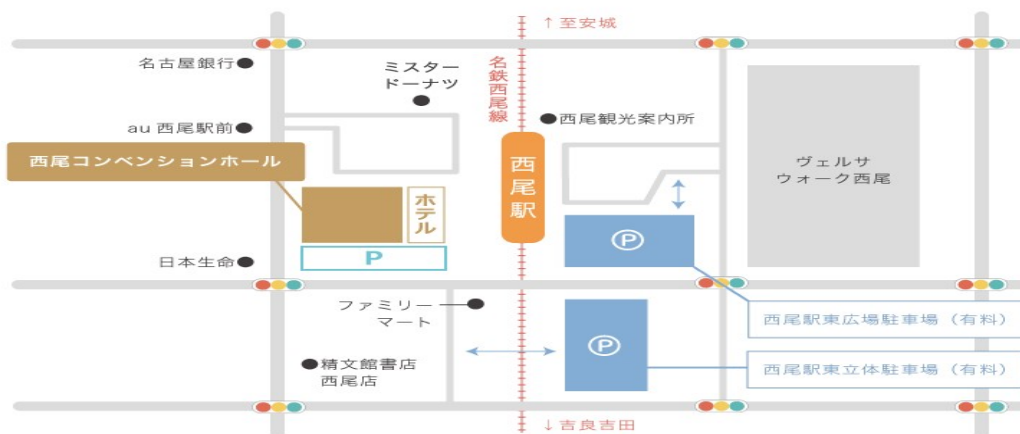 ↑至安城
名古屋銀行
ミスター
ドーナツ
名鉄西尾線
au 西尾駅前
西尾観光案内所
西尾コンベンションホール
ヴェルサ
ウォーク西尾
西尾駅
ホテル
P
P
日本生命
ファミリー
マート
西尾駅東広場駐車場（有料）
P
精文館書店
西尾店
西尾駅東立体駐車場（有料）
↓吉良吉田